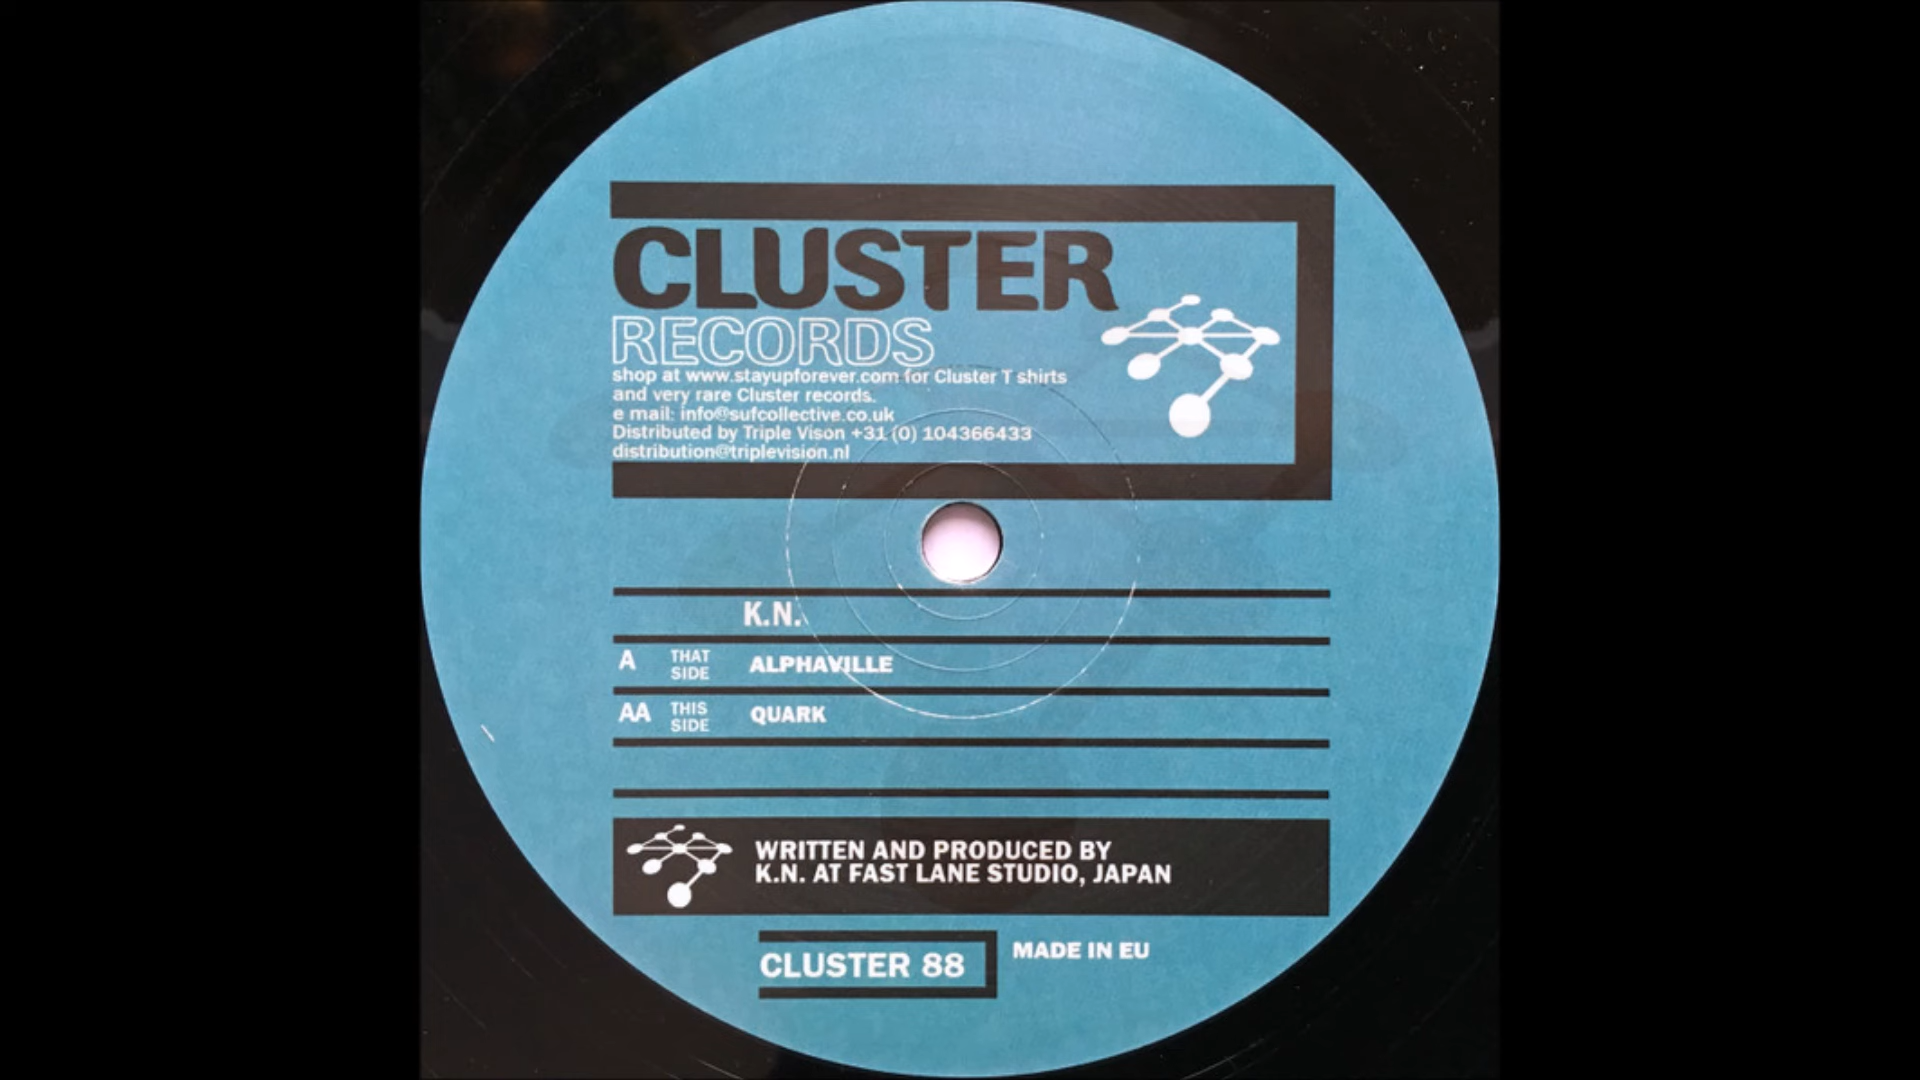 CLUSTER
RECORDS
shop at www.stayupforever.com for Cluster T shirts
and very rare Cluster records.
e mail: info@sufcollective.co.uk
Distributed by Triple Vison +31 (0) 104366433
distribution@triplevision.nl
K.N.
A THAT SIDE ALPHAVILLE
AA THIS SIDE QUARK
WRITTEN AND PRODUCED BY
K.N. AT FAST LANE STUDIO, JAPAN
CLUSTER 88
MADE IN EU